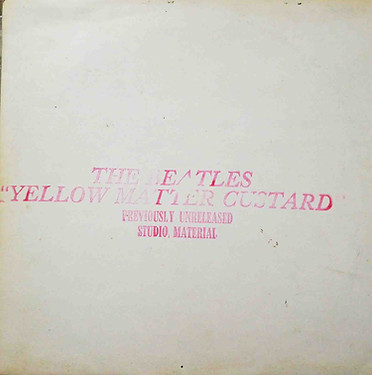 THE BEATLES
"YELLOW MATTER CUSTARD"
PREVIOUSLY UNRELEASED
STUDIO, MATERIAL